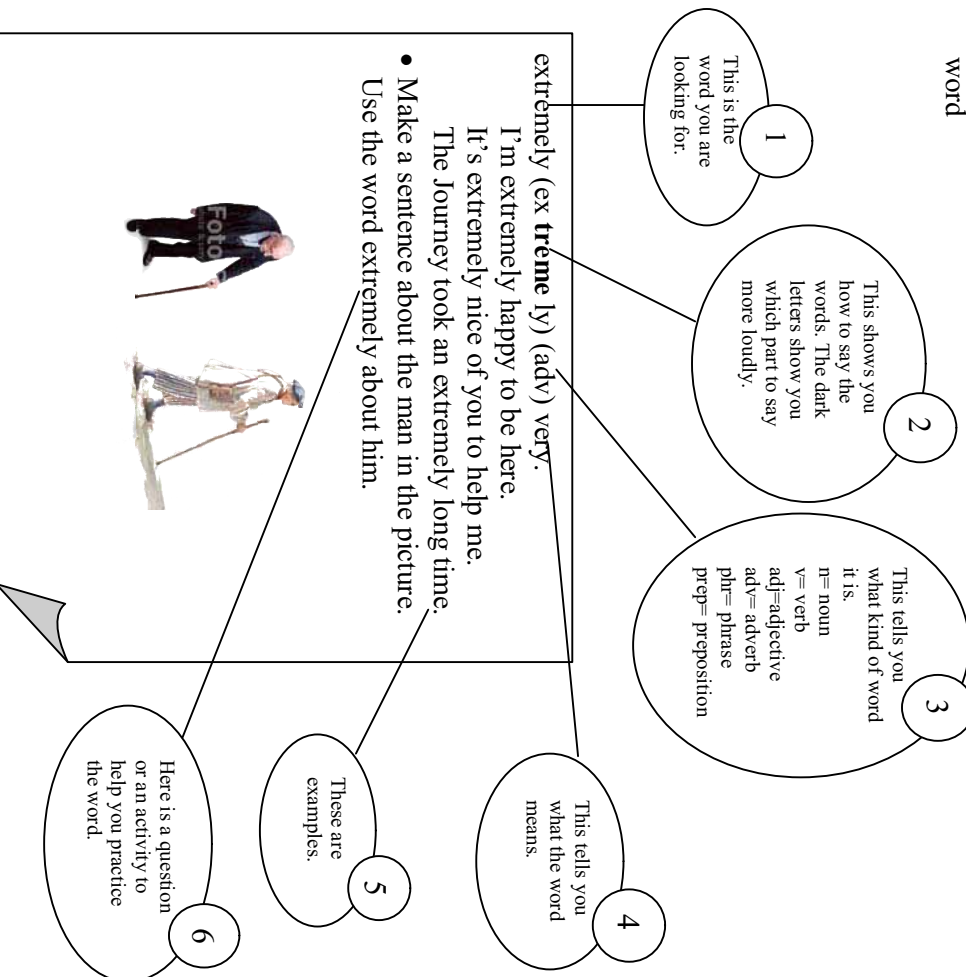 word
1
This is the
word you are
looking for.
2
This shows you
how to say the
words. The dark
letters show you
which part to say
more loudly.
3
This tells you
what kind of word
it is.
n= noun
v= verb
adj=adjective
adv= adverb
phr= phrase
prep= preposition
extremely (ex treme ly) (adv) very.
I'm extremely happy to be here.
It's extremely nice of you to help me.
The Journey took an extremely long time.
• Make a sentence about the man in the picture.
Use the word extremely about him.
Foto
4
This tells you
what the word
means.
5
These are
examples.
6
Here is a question
or an activity to
help you practice
the word.